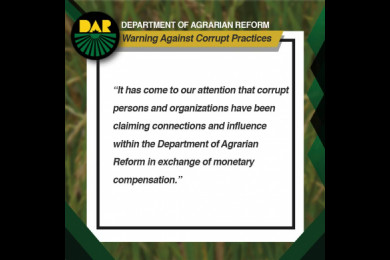 DAR
DEPARTMENT OF AGRARIAN REFORM
Warning Against Corrupt Practices
“It has come to our attention that corrupt
persons and organizations have been
claiming connections and influence
within the Department of Agrarian
Reform in exchange of monetary
compensation.”